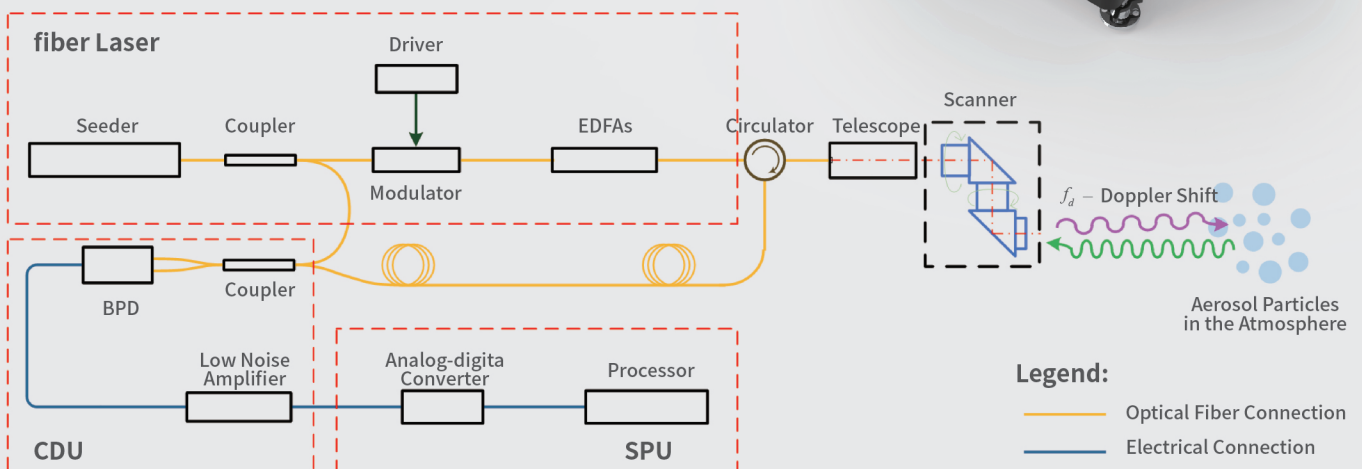 fiber Laser
Driver
Seeder
Coupler
Modulator
EDFAs
Circulator
Telescope
Scanner
f_d – Doppler Shift
Aerosol Particles
in the Atmosphere
BPD
Coupler
Low Noise
Amplifier
Analog-digita
Converter
Processor
CDU
SPU
Legend:
Optical Fiber Connection
Electrical Connection